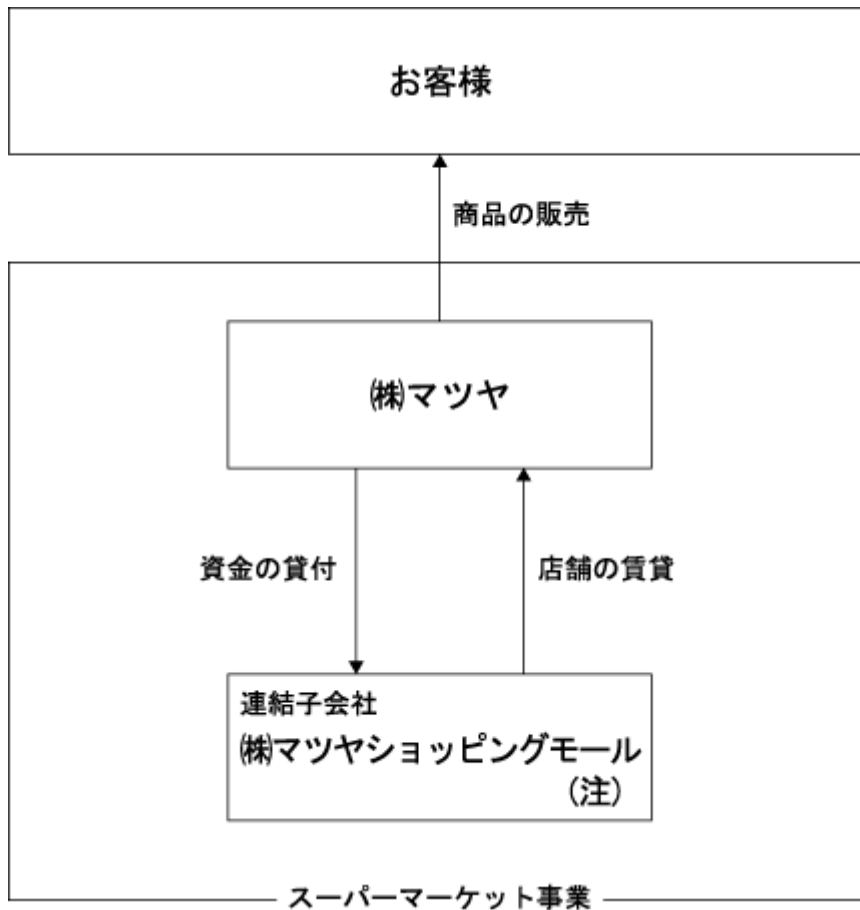 お客様
商品の販売
㈱マツヤ
資金の貸付
店舗の賃貸
連結子会社
㈱マツヤショッピングモール
(注)
スーパーマーケット事業